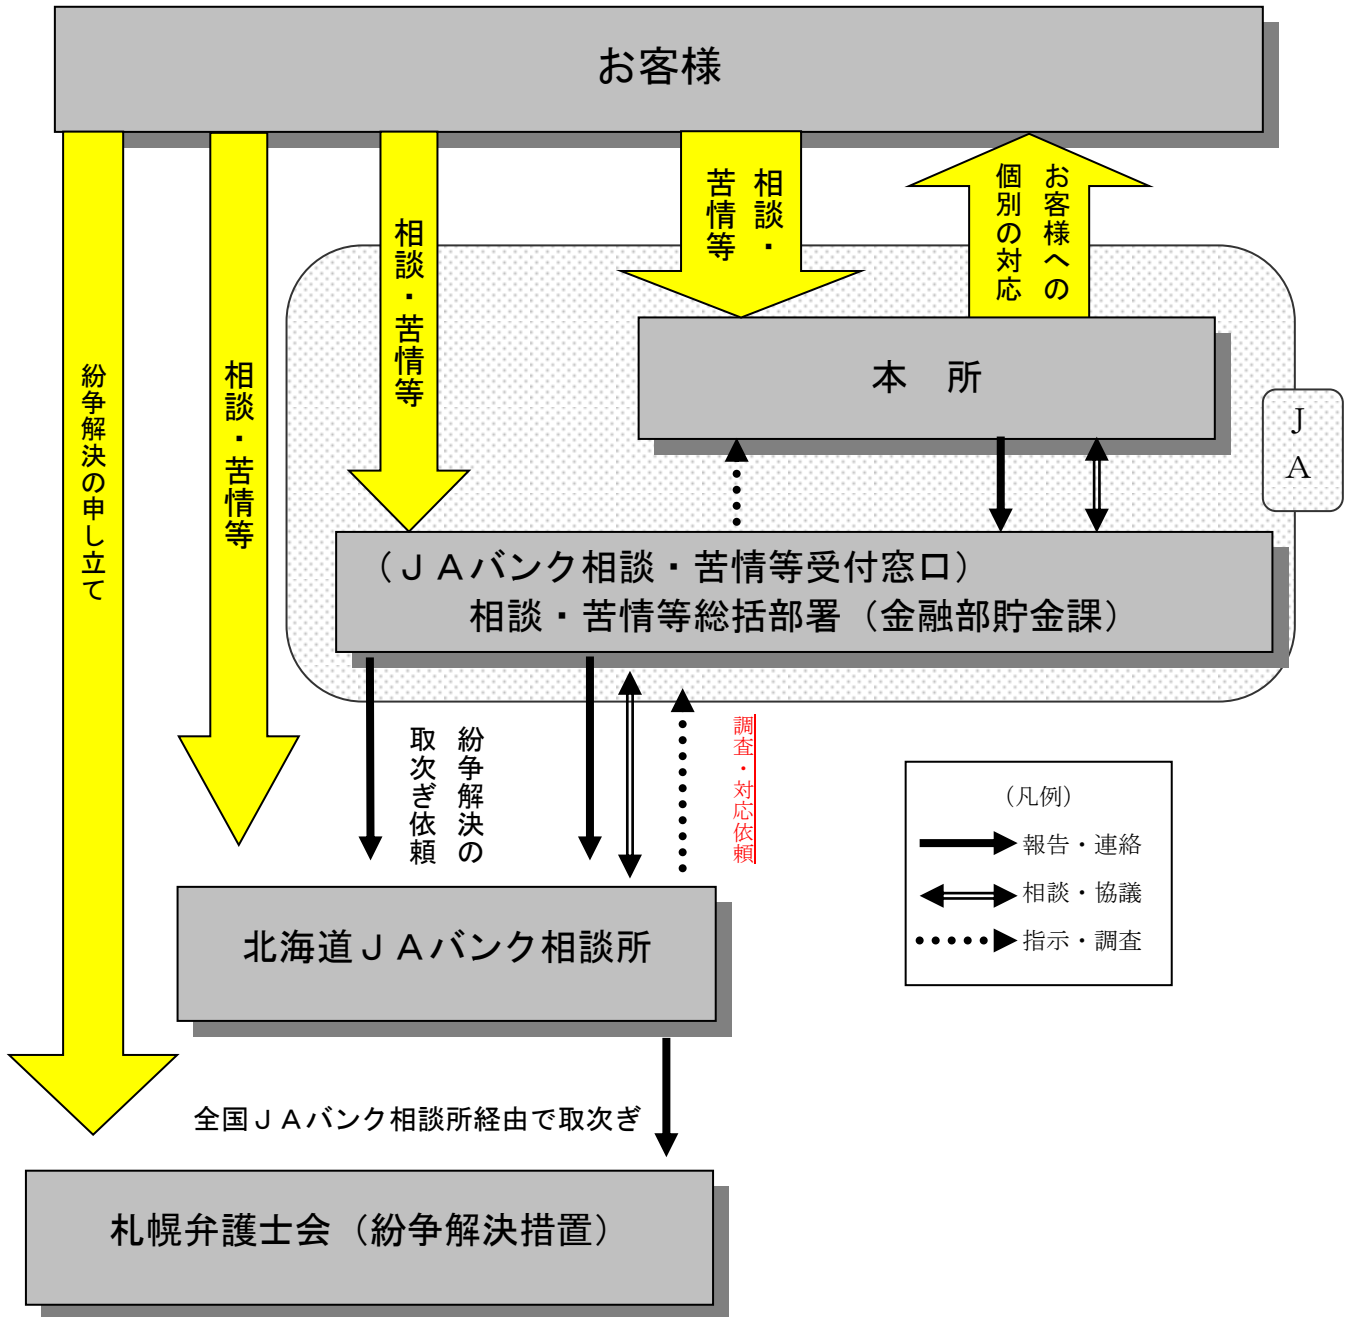 お客様
紛争解決の申し立て
相談・苦情等
相談・苦情等
相談・
苦情等
お客様への
個別の対応
本　所
ＪＡ
（ＪＡバンク相談・苦情等受付窓口）
相談・苦情等総括部署（金融部貯金課）
紛争解決の
取次ぎ依頼
調査・対応依頼
（凡例）
報告・連絡
相談・協議
指示・調査
北海道ＪＡバンク相談所
全国ＪＡバンク相談所経由で取次ぎ
札幌弁護士会（紛争解決措置）